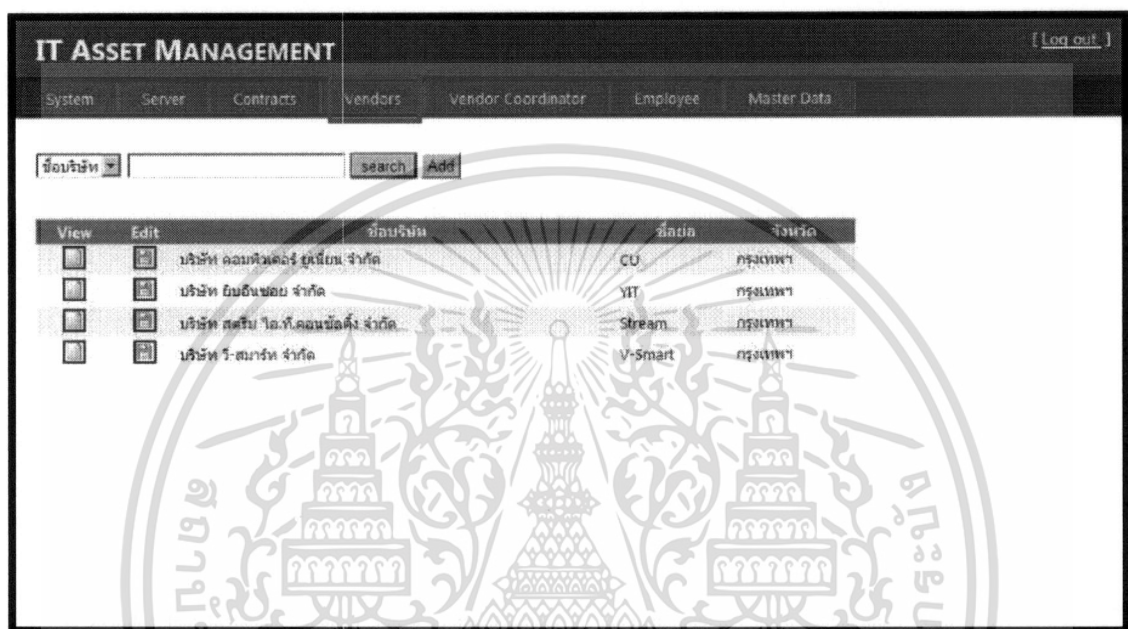 IT ASSET MANAGEMENT
[ Log out ]
System Server Contracts Vendors Vendor Coordinator Employee Master Data
ชื่อบริษัท search Add
View Edit ชื่อบริษัท ชื่อย่อ จังหวัด
บริษัท คอมพิวเตอร์ ยูเนี่ยน จำกัด CU กรุงเทพฯ
บริษัท ยิบอินซอย จำกัด YIT กรุงเทพฯ
บริษัท สตรีม ไอ.ที.คอนซัลติ้ง จำกัด Stream กรุงเทพฯ
บริษัท วี-สมาร์ท จำกัด V-Smart กรุงเทพฯ